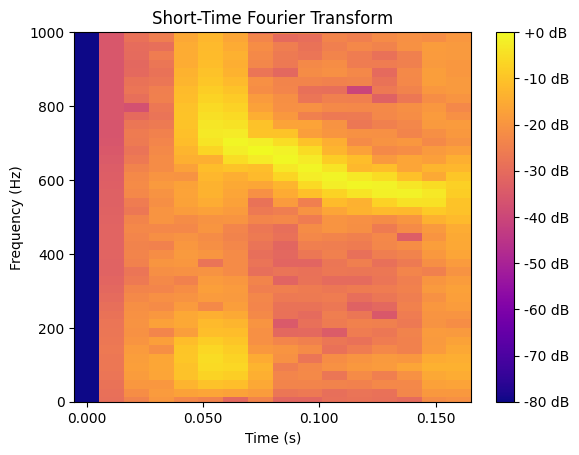 Short-Time Fourier Transform
1000
800
600
400
200
0
Frequency (Hz)
0.000
0.050
0.100
0.150
Time (s)
+0 dB
-10 dB
-20 dB
-30 dB
-40 dB
-50 dB
-60 dB
-70 dB
-80 dB